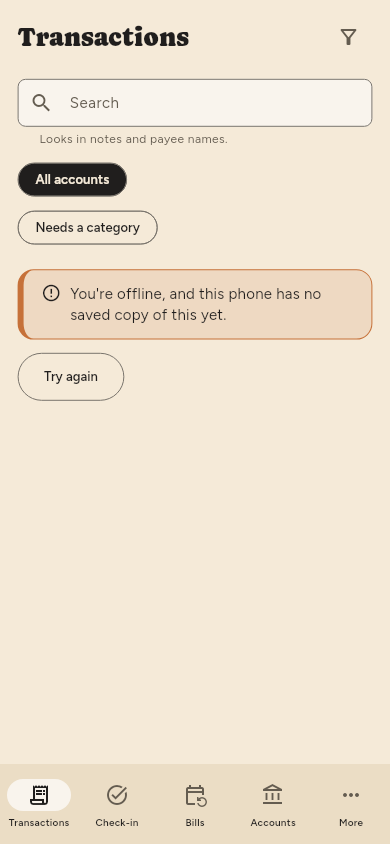 Transactions
Search
Looks in notes and payee names.
All accounts
Needs a category
You're offline, and this phone has no
saved copy of this yet.
Try again
Transactions
Check-in
Bills
Accounts
More